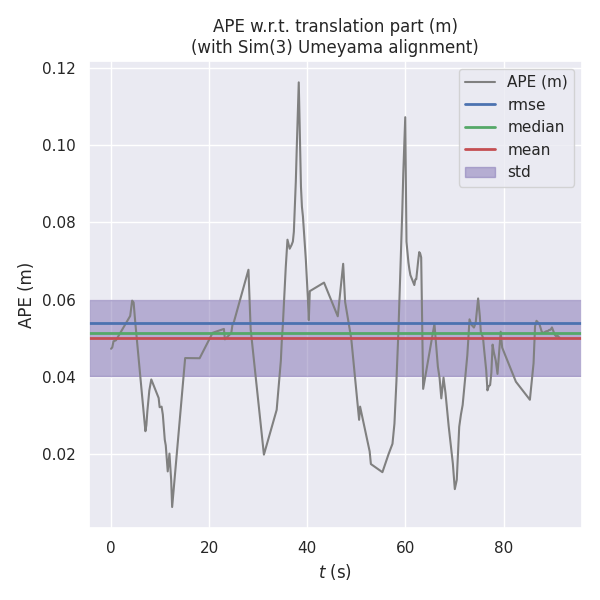 APE w.r.t. translation part (m)
(with Sim(3) Umeyama alignment)
0.12
0.10
0.08
0.06
0.04
0.02
APE (m)
APE (m)
rmse
median
mean
std
0 20 40 60 80
t (s)